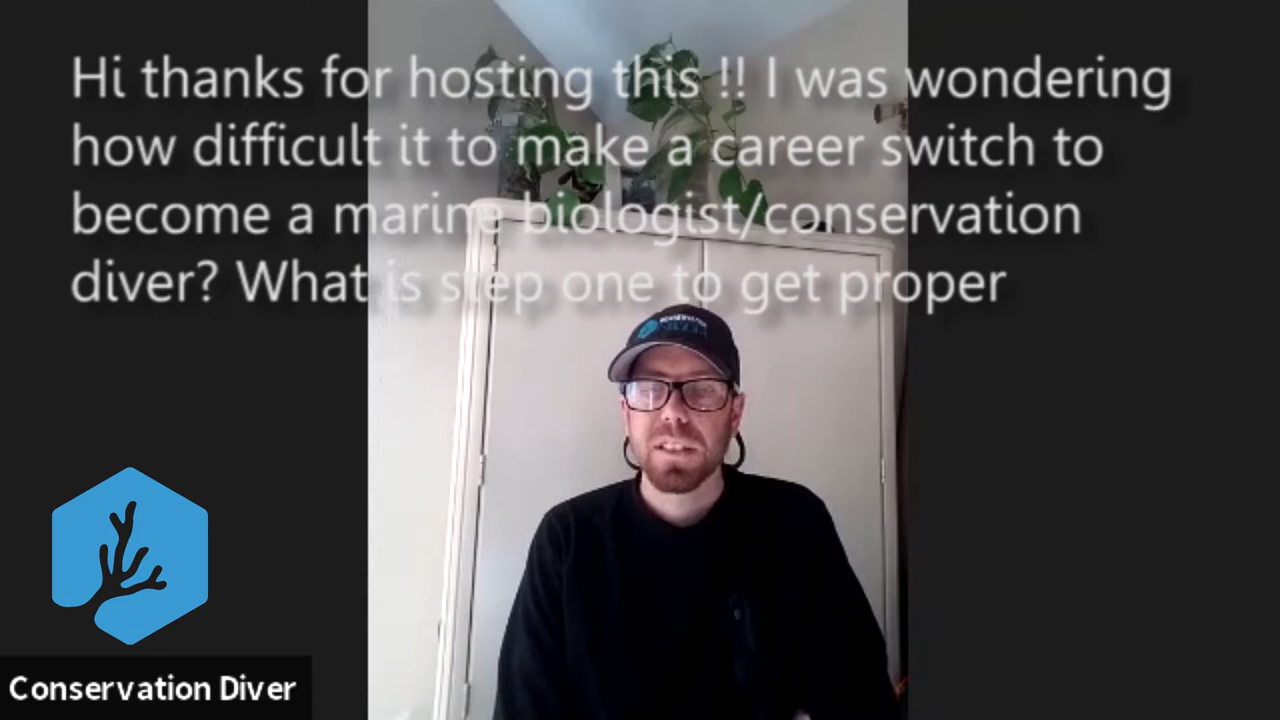 Hi thanks for hosting this !! I was wondering
how difficult it to make a career switch to
become a marine biologist/conservation
diver? What is step one to get proper
Conservation Diver